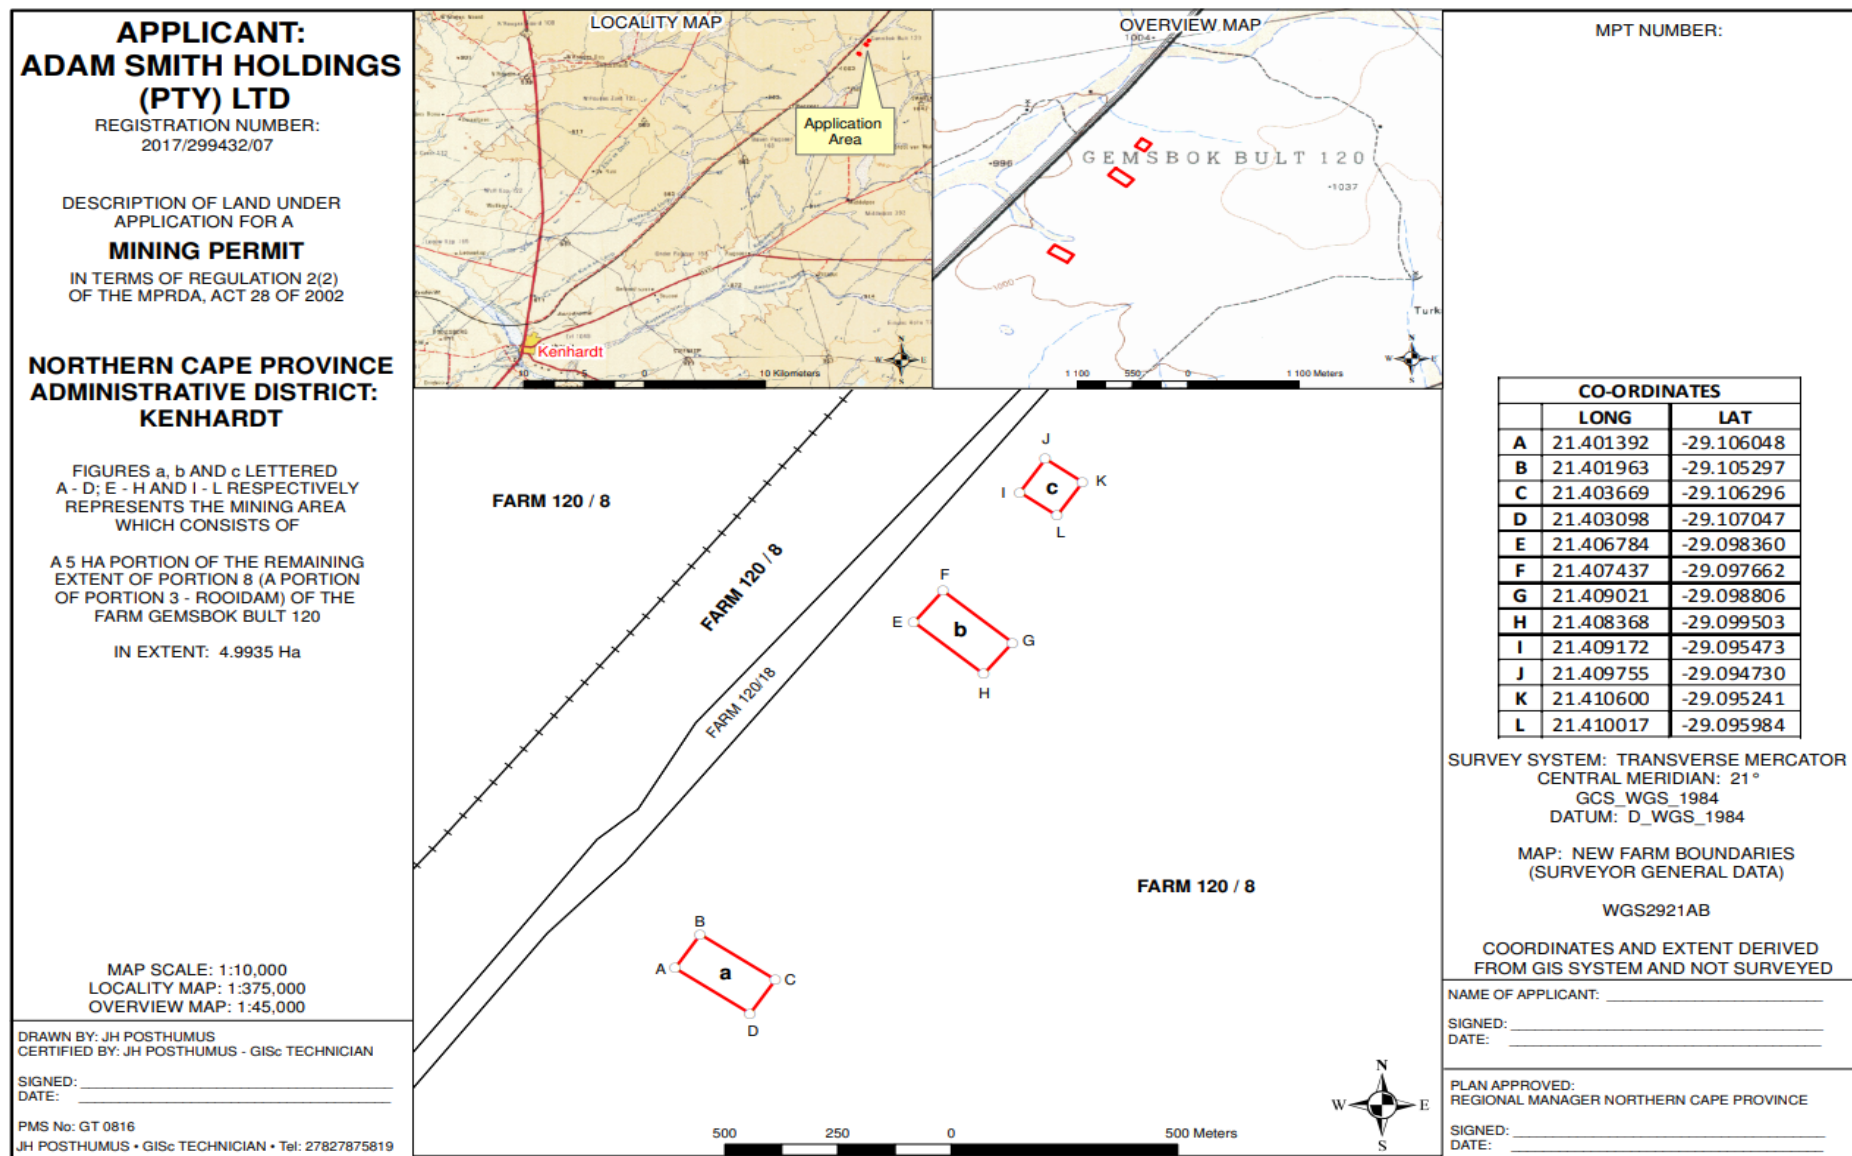 APPLICANT:
ADAM SMITH HOLDINGS
(PTY) LTD
REGISTRATION NUMBER:
2017/299432/07
DESCRIPTION OF LAND UNDER
APPLICATION FOR A
MINING PERMIT
IN TERMS OF REGULATION 2(2)
OF THE MPRDA, ACT 28 OF 2002
NORTHERN CAPE PROVINCE
ADMINISTRATIVE DISTRICT:
KENHARDT
FIGURES a, b AND c LETTERED
A - D; E - H AND I - L RESPECTIVELY
REPRESENTS THE MINING AREA
WHICH CONSISTS OF
A 5 HA PORTION OF THE REMAINING
EXTENT OF PORTION 8 (A PORTION
OF PORTION 3 - ROOIDAM) OF THE
FARM GEMSBOK BULT 120
IN EXTENT: 4.9935 Ha
MAP SCALE: 1:10,000
LOCALITY MAP: 1:375,000
OVERVIEW MAP: 1:45,000
DRAWN BY: JH POSTHUMUS
CERTIFIED BY: JH POSTHUMUS - GISc TECHNICIAN
SIGNED:
DATE:
PMS No: GT 0816
JH POSTHUMUS • GISc TECHNICIAN • Tel: 27827875819
LOCALITY MAP
Application
Area
Kenhardt
10 5 0 10 Kilometers
N
W E
S
OVERVIEW MAP
1004
996
GEMSBOK BULT 120
1037
1000
Turk
N
W E
S
1 100 550 0 1 100 Meters
FARM 120 / 8
FARM 120 / 8
FARM 120/18
FARM 120 / 8
J
I c K
L
F
E b G
H
B
A a C
D
N
W E
S
500 250 0 500 Meters
MPT NUMBER:
CO-ORDINATES
LONG LAT
A 21.401392 -29.106048
B 21.401963 -29.105297
C 21.403669 -29.106296
D 21.403098 -29.107047
E 21.406784 -29.098360
F 21.407437 -29.097662
G 21.409021 -29.098806
H 21.408368 -29.099503
I 21.409172 -29.095473
J 21.409755 -29.094730
K 21.410600 -29.095241
L 21.410017 -29.095984
SURVEY SYSTEM: TRANSVERSE MERCATOR
CENTRAL MERIDIAN: 21°
GCS_WGS_1984
DATUM: D_WGS_1984
MAP: NEW FARM BOUNDARIES
(SURVEYOR GENERAL DATA)
WGS2921AB
COORDINATES AND EXTENT DERIVED
FROM GIS SYSTEM AND NOT SURVEYED
NAME OF APPLICANT:
SIGNED:
DATE:
PLAN APPROVED:
REGIONAL MANAGER NORTHERN CAPE PROVINCE
SIGNED:
DATE: